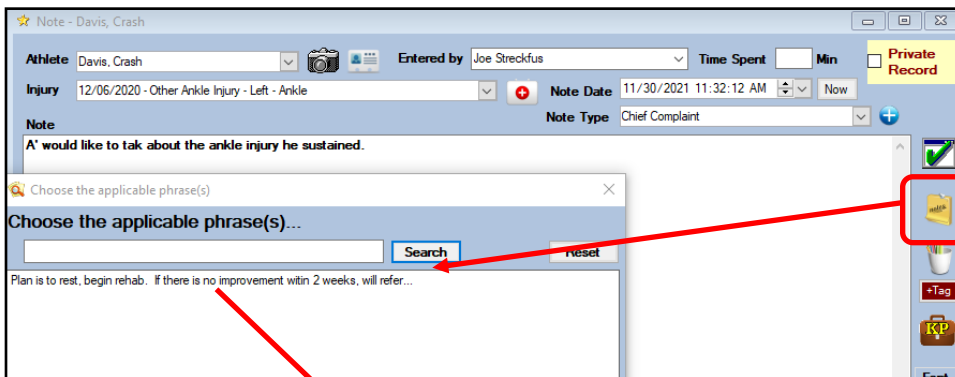 Note - Davis, Crash
Athlete Davis, Crash Entered by Joe Streckfus Time Spent Min Private Record
Injury 12/06/2020 - Other Ankle Injury - Left - Ankle Note Date 11/30/2021 11:32:12 AM Now
Note Note Type Chief Complaint
A' would like to tak about the ankle injury he sustained.
Choose the applicable phrase(s)
Choose the applicable phrase(s)...
notes
Search Reset
Plan is to rest, begin rehab. If there is no improvement witin 2 weeks, will refer...
+Tag
KP
Font